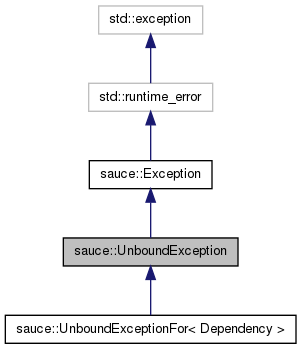 std::exception
std::runtime_error
sauce::Exception
sauce::UnboundException
sauce::UnboundExceptionFor< Dependency >